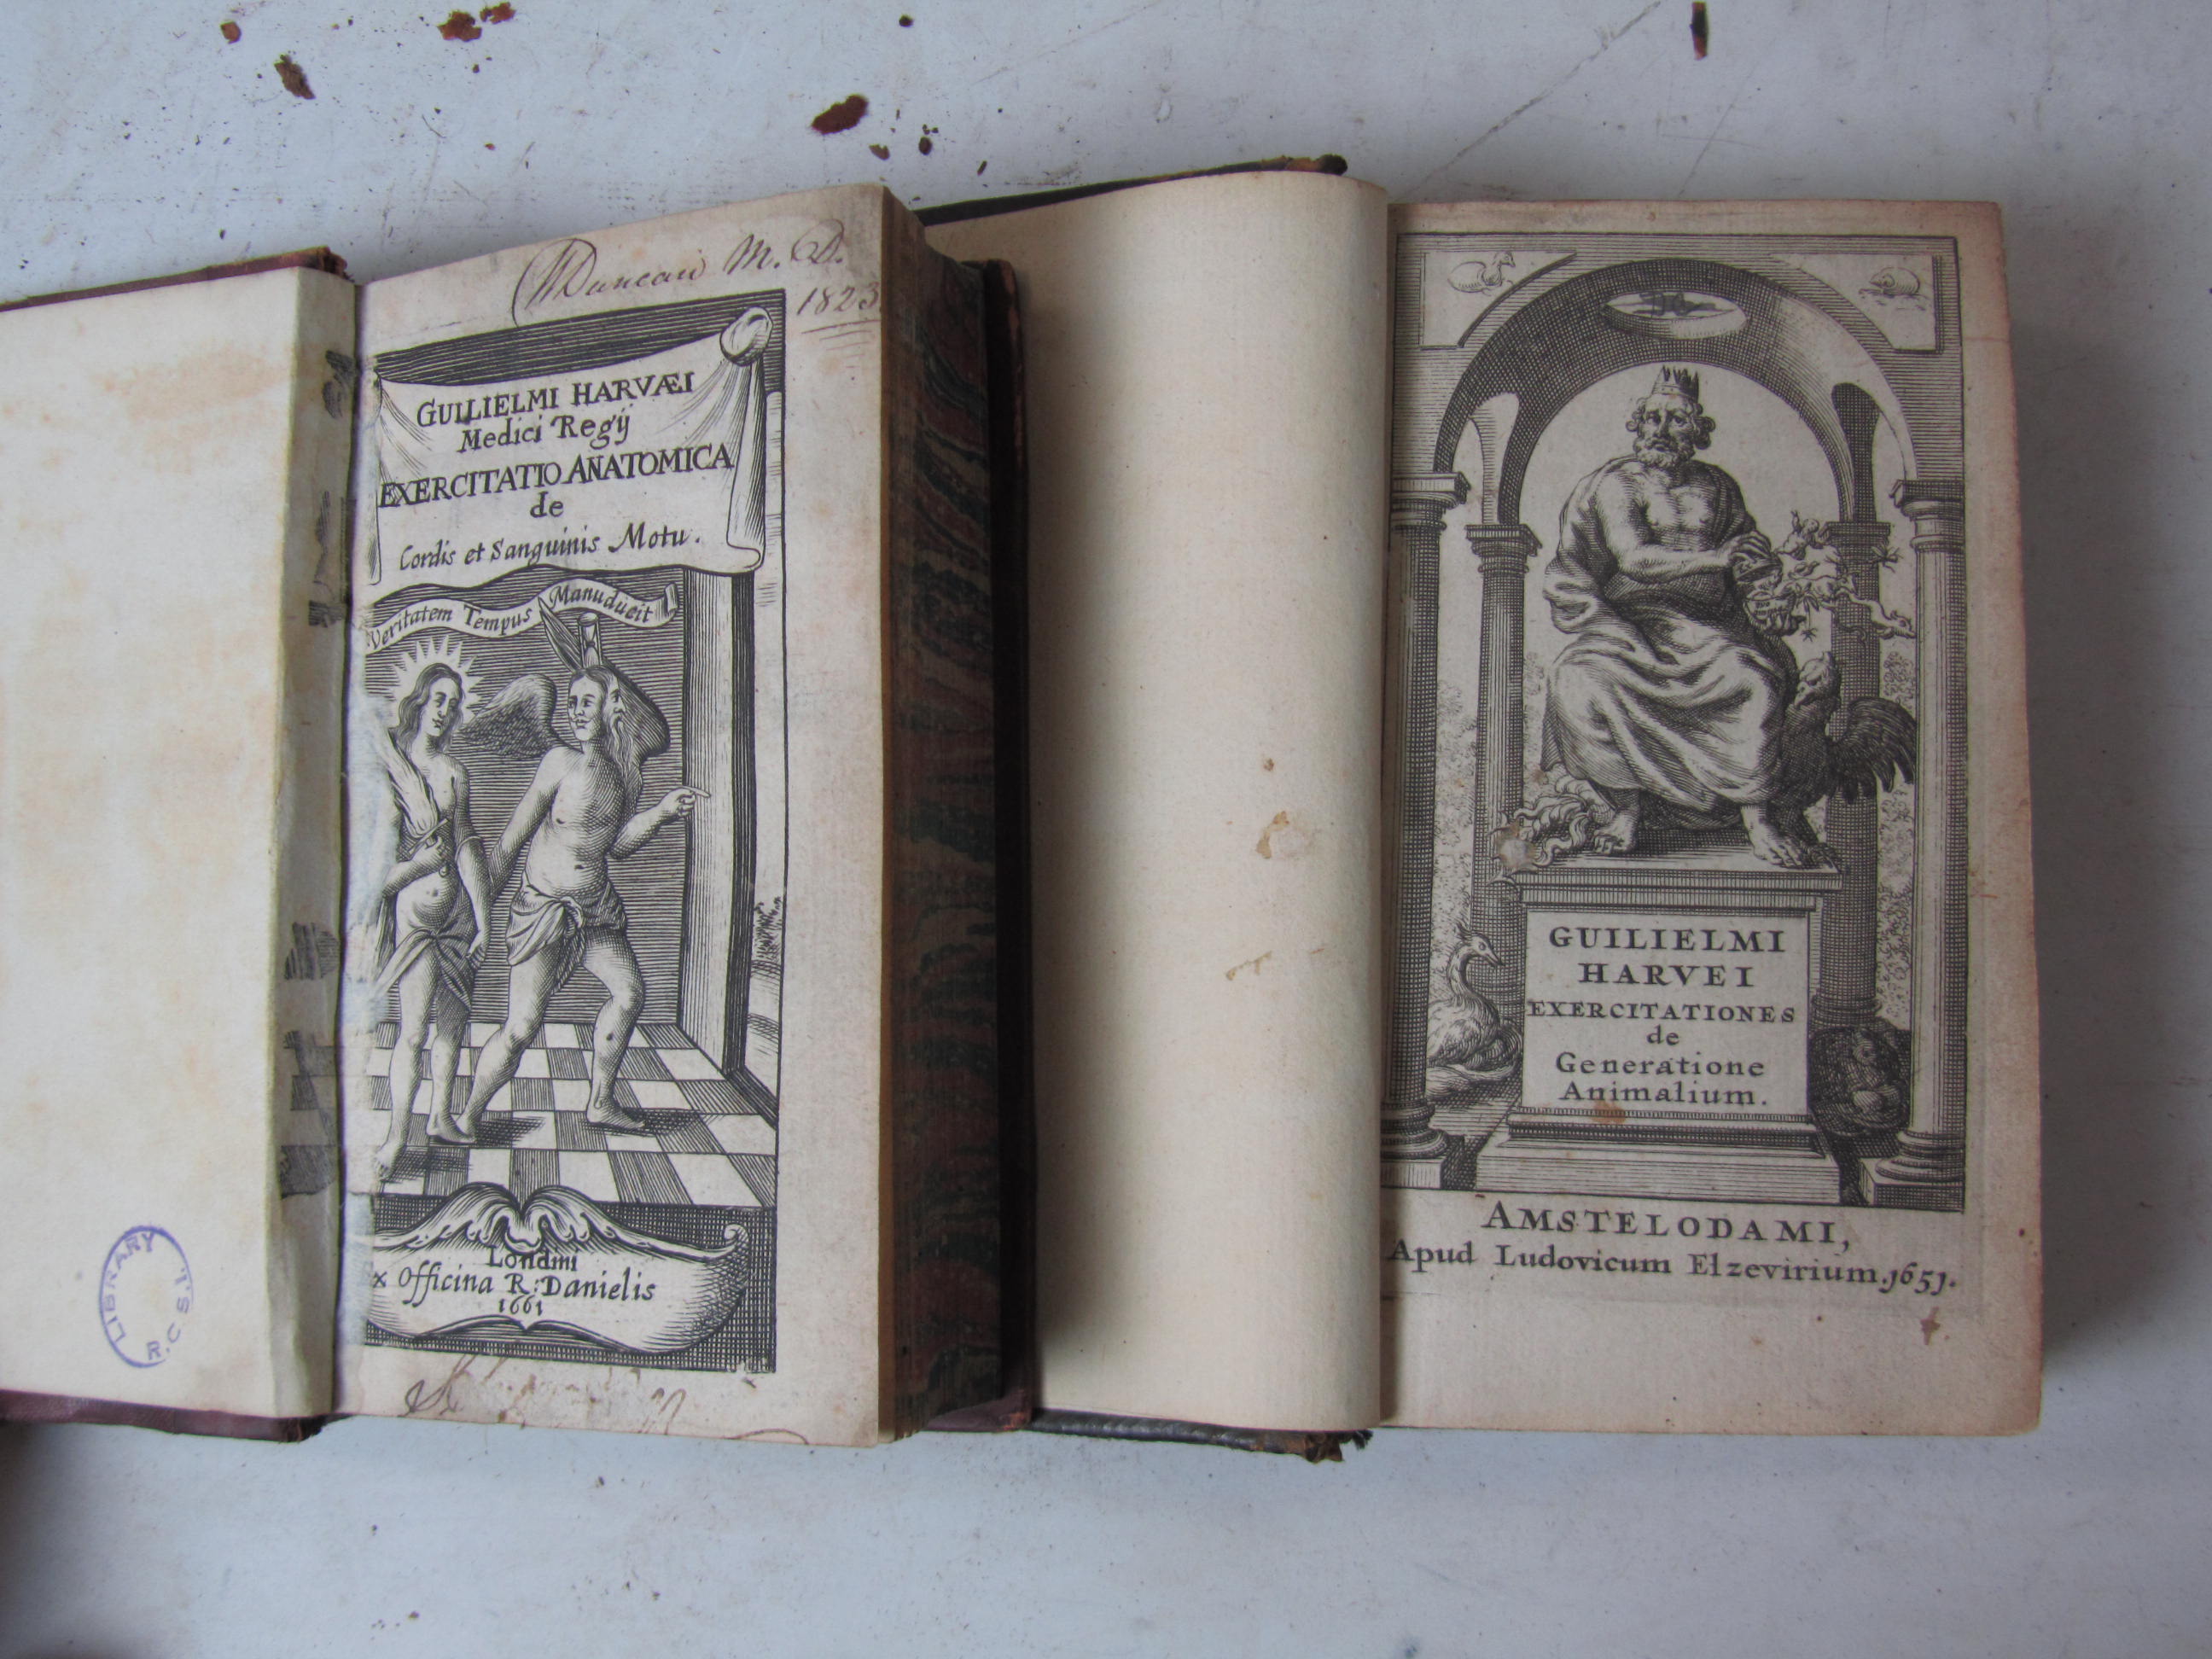 Duncan M. D.
1823
GUILIELMI HARVÆI
Medici Regij
EXERCITATIO ANATOMICA
de
Cordis et Sanguinis Motu.
Veritatem Tempus Manuducit
Londini
x Officina R: Danielis
1661
LIBRARY
R.C.
I'S
GUILIELMI
HARVEI
EXERCITATIONES
de
Generatione
Animalium.
AMSTELODAMI,
Apud Ludovicum Elzevirium. 1651.